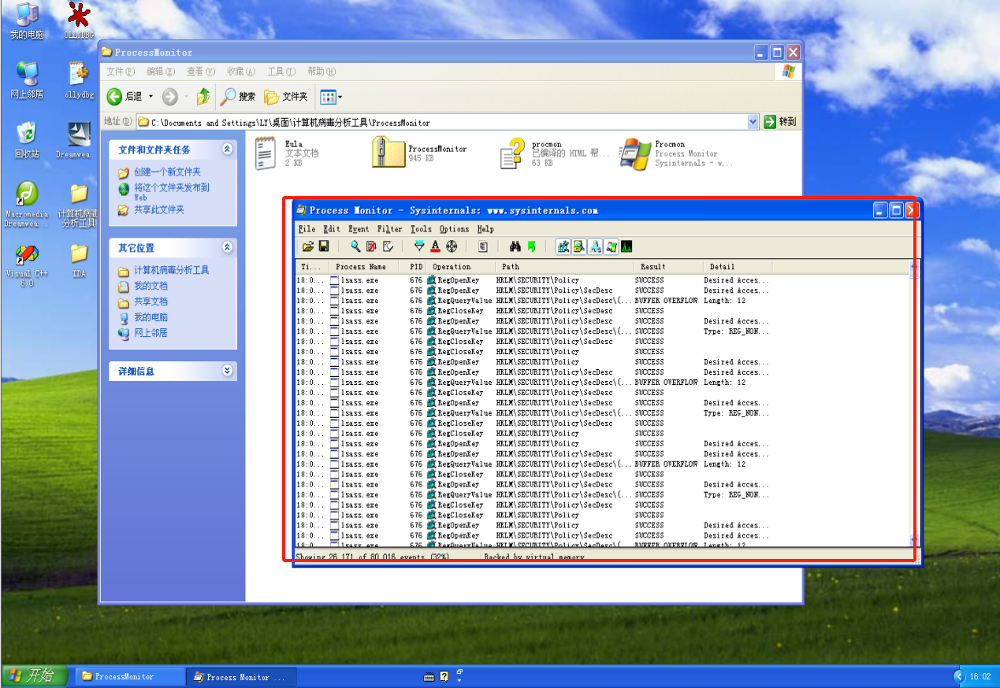 我的电脑
OLLYDBG
网上邻居
ollydbg
回收站
Dreamwea...
Macromedia Dreamwea...
计算机病毒分析工具
Visual C++ 6.0
IDA
ProcessMonitor
文件(F) 编辑(E) 查看(V) 收藏(A) 工具(T) 帮助(H)
后退 搜索 文件夹
地址(D) C:\Documents and Settings\LY\桌面\计算机病毒分析工具\ProcessMonitor 转到
文件和文件夹任务
创建一个新文件夹
将这个文件夹发布到
Web
共享此文件夹
其它位置
计算机病毒分析工具
我的文档
共享文档
我的电脑
网上邻居
详细信息
Eula
文本文档
2 KB
ProcessMonitor
945 KB
procmon
已编译的 HTML 帮...
63 KB
Procmon
Process Monitor
Sysinternals - w...
Process Monitor - Sysinternals: www.sysinternals.com
File Edit Event Filter Tools Options Help
Ti... Process Name PID Operation Path Result Detail
18:0... lsass.exe 676 RegOpenKey HKLM\SECURITY\Policy SUCCESS Desired Acces...
18:0... lsass.exe 676 RegOpenKey HKLM\SECURITY\Policy\SecDesc SUCCESS Desired Acces...
18:0... lsass.exe 676 RegQueryValue HKLM\SECURITY\Policy\SecDesc\(... BUFFER OVERFLOW Length: 12
18:0... lsass.exe 676 RegCloseKey HKLM\SECURITY\Policy\SecDesc SUCCESS
18:0... lsass.exe 676 RegOpenKey HKLM\SECURITY\Policy\SecDesc SUCCESS Desired Acces...
18:0... lsass.exe 676 RegQueryValue HKLM\SECURITY\Policy\SecDesc\(... SUCCESS Type: REG_NON...
18:0... lsass.exe 676 RegCloseKey HKLM\SECURITY\Policy\SecDesc SUCCESS
18:0... lsass.exe 676 RegCloseKey HKLM\SECURITY\Policy SUCCESS
18:0... lsass.exe 676 RegOpenKey HKLM\SECURITY\Policy SUCCESS Desired Acces...
18:0... lsass.exe 676 RegOpenKey HKLM\SECURITY\Policy\SecDesc SUCCESS Desired Acces...
18:0... lsass.exe 676 RegQueryValue HKLM\SECURITY\Policy\SecDesc\(... BUFFER OVERFLOW Length: 12
18:0... lsass.exe 676 RegCloseKey HKLM\SECURITY\Policy\SecDesc SUCCESS
18:0... lsass.exe 676 RegOpenKey HKLM\SECURITY\Policy\SecDesc SUCCESS Desired Acces...
18:0... lsass.exe 676 RegQueryValue HKLM\SECURITY\Policy\SecDesc\(... SUCCESS Type: REG_NON...
18:0... lsass.exe 676 RegCloseKey HKLM\SECURITY\Policy\SecDesc SUCCESS
18:0... lsass.exe 676 RegCloseKey HKLM\SECURITY\Policy SUCCESS
18:0... lsass.exe 676 RegOpenKey HKLM\SECURITY\Policy SUCCESS Desired Acces...
18:0... lsass.exe 676 RegOpenKey HKLM\SECURITY\Policy\SecDesc SUCCESS Desired Acces...
18:0... lsass.exe 676 RegQueryValue HKLM\SECURITY\Policy\SecDesc\(... BUFFER OVERFLOW Length: 12
18:0... lsass.exe 676 RegCloseKey HKLM\SECURITY\Policy\SecDesc SUCCESS
18:0... lsass.exe 676 RegOpenKey HKLM\SECURITY\Policy\SecDesc SUCCESS Desired Acces...
18:0... lsass.exe 676 RegQueryValue HKLM\SECURITY\Policy\SecDesc\(... SUCCESS Type: REG_NON...
18:0... lsass.exe 676 RegCloseKey HKLM\SECURITY\Policy\SecDesc SUCCESS
18:0... lsass.exe 676 RegCloseKey HKLM\SECURITY\Policy SUCCESS
18:0... lsass.exe 676 RegOpenKey HKLM\SECURITY\Policy SUCCESS Desired Acces...
18:0... lsass.exe 676 RegOpenKey HKLM\SECURITY\Policy\SecDesc SUCCESS Desired Acces...
18:0... lsass.exe 676 RegQueryValue HKLM\SECURITY\Policy\SecDesc\(... BUFFER OVERFLOW Length: 12
Showing 26,171 of 80,016 events (32%) Backed by virtual memory
开始 ProcessMonitor Process Monitor ... 18:02